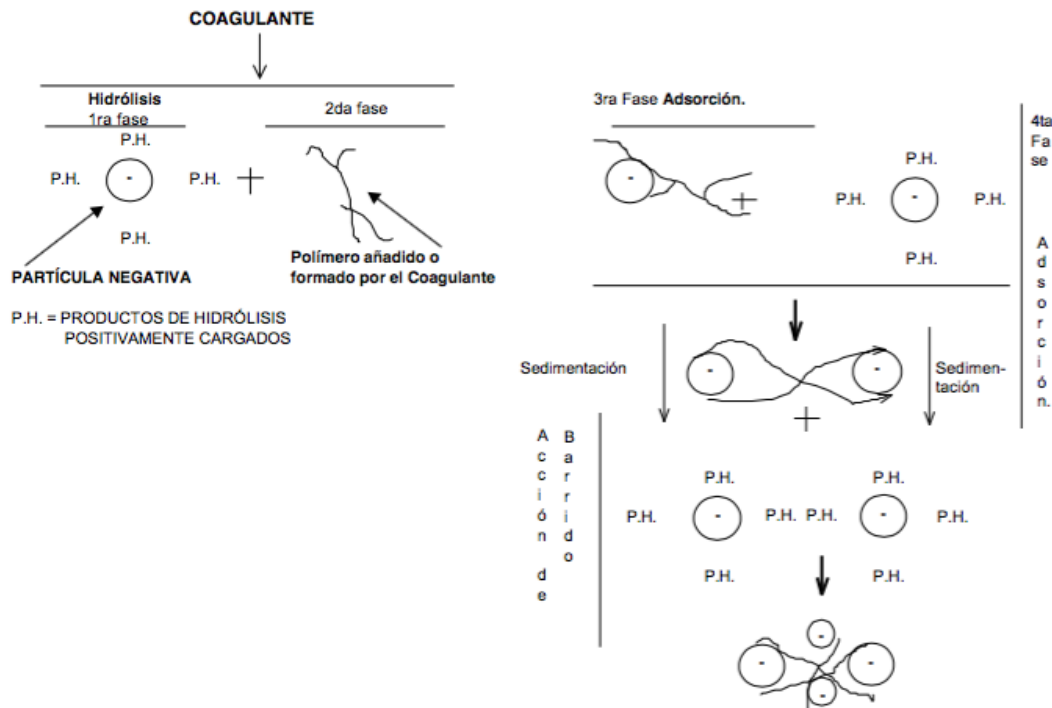 COAGULANTE
Hidrólisis
1ra fase
2da fase
P.H.
P.H.
-
P.H.
P.H.
PARTÍCULA NEGATIVA
Polímero añadido o
formado por el Coagulante
P.H. = PRODUCTOS DE HIDRÓLISIS
POSITIVAMENTE CARGADOS
3ra Fase Adsorción.
-
P.H.
P.H.
-
P.H.
P.H.
4ta
Fa
se
A
d
s
o
r
c
i
ó
n.
Sedimentación
-
-
Sedimen-
tación
A
c
c
i
ó
n
d
e
B
a
r
r
i
d
o
P.H.
P.H.
P.H.
-
P.H. P.H.
-
P.H.
P.H.
P.H.
-
-
-
-